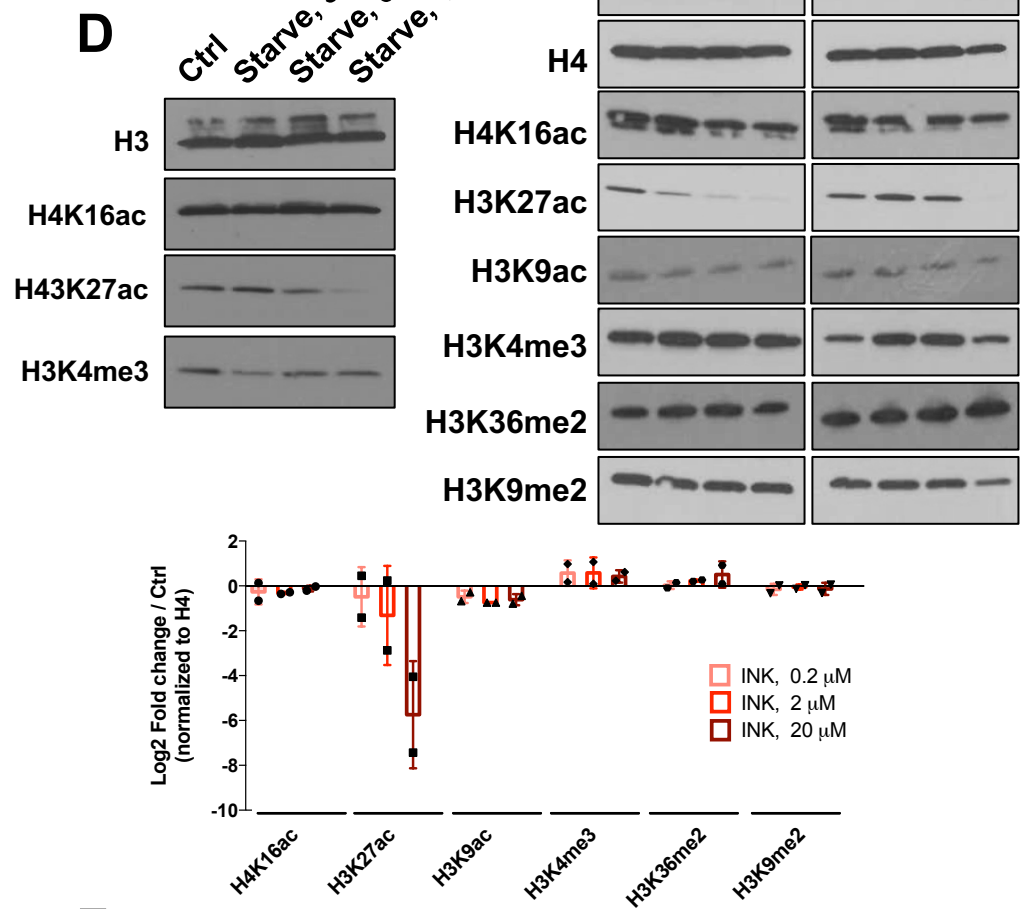 D
Ctrl
Starve,
Starve,
Starve,
H3
H4K16ac
H43K27ac
H3K4me3
H4
H4K16ac
H3K27ac
H3K9ac
H3K4me3
H3K36me2
H3K9me2
Log2 Fold change / Ctrl
(normalized to H4)
2
0
-2
-4
-6
-8
-10
INK, 0.2 μM
INK, 2 μM
INK, 20 μM
H4K16ac
H3K27ac
H3K9ac
H3K4me3
H3K36me2
H3K9me2